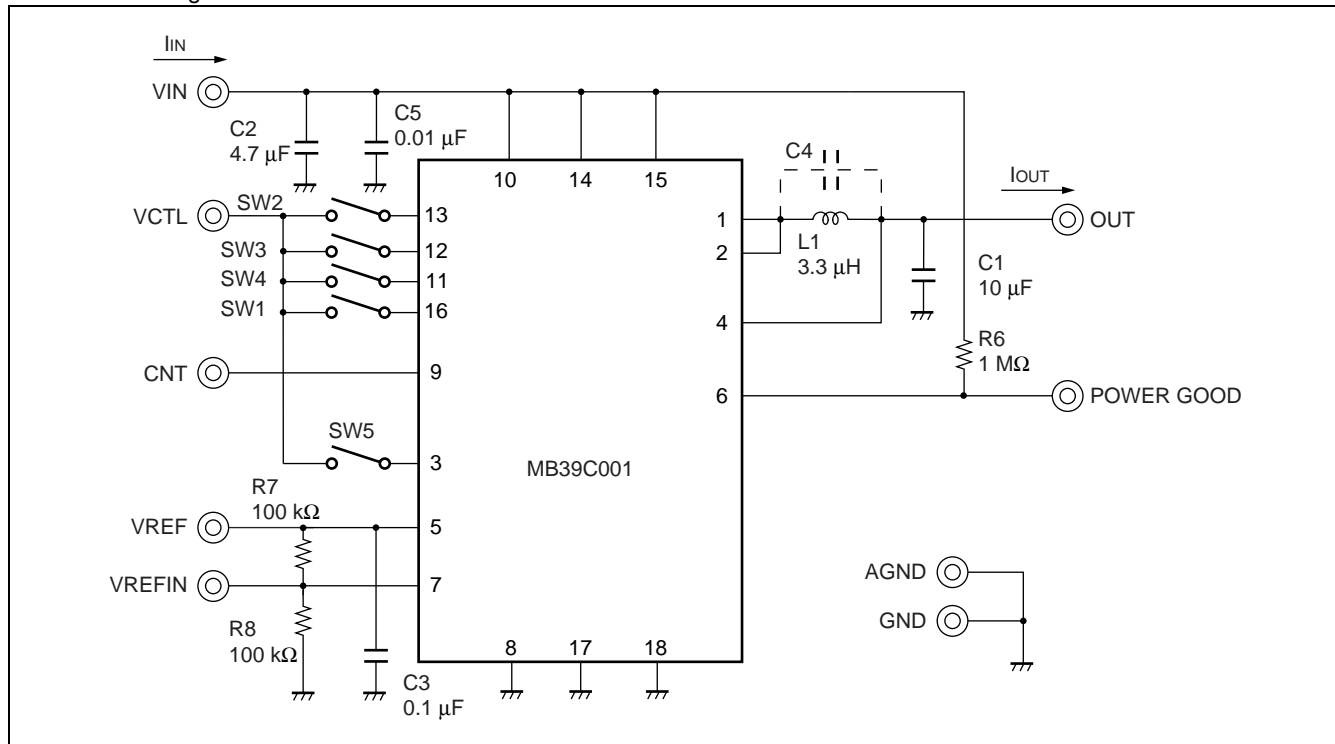 IIN
VIN
C2
4.7 µF
C5
0.01 µF
10 14 15
C4
IOUT
VCTL
SW2
13
SW3
12
SW4
11
SW1
16
1
2
L1
3.3 µH
OUT
C1
10 µF
4
R6
1 MΩ
CNT
9
6
POWER GOOD
SW5
3
MB39C001
R7
100 kΩ
VREF
5
VREFIN
7
R8
100 kΩ
C3
0.1 µF
8 17 18
AGND
GND